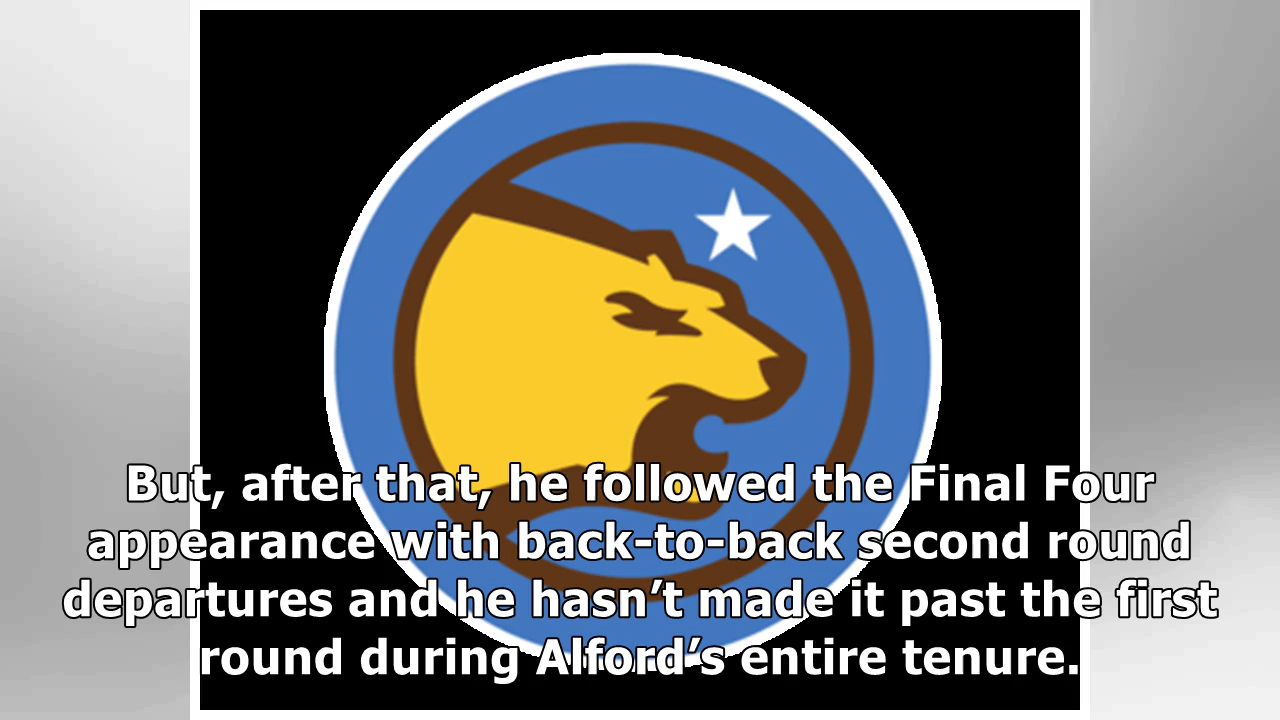 But, after that, he followed the Final Four
appearance with back-to-back second round
departures and he hasn’t made it past the first
round during Alford’s entire tenure.